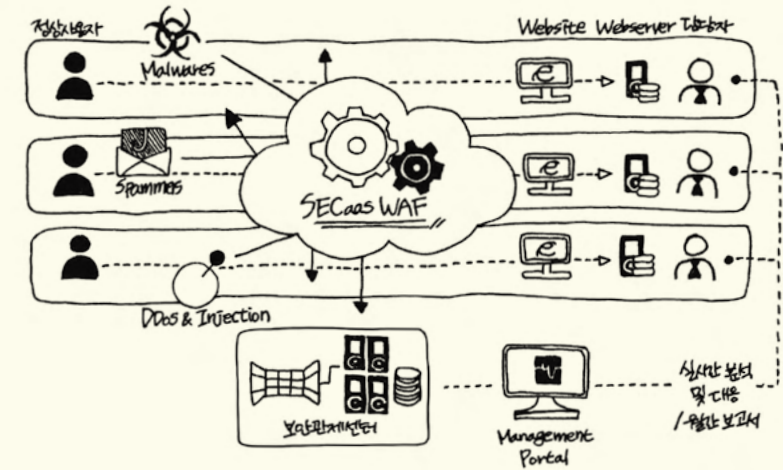 정상사용자
Website Webserver 담당자
Malwares
Spammes
SECaas WAF
DDos & Injection
보안관제센터
Management
Portal
실시간 분석
및 대응
/ 월간 보고서